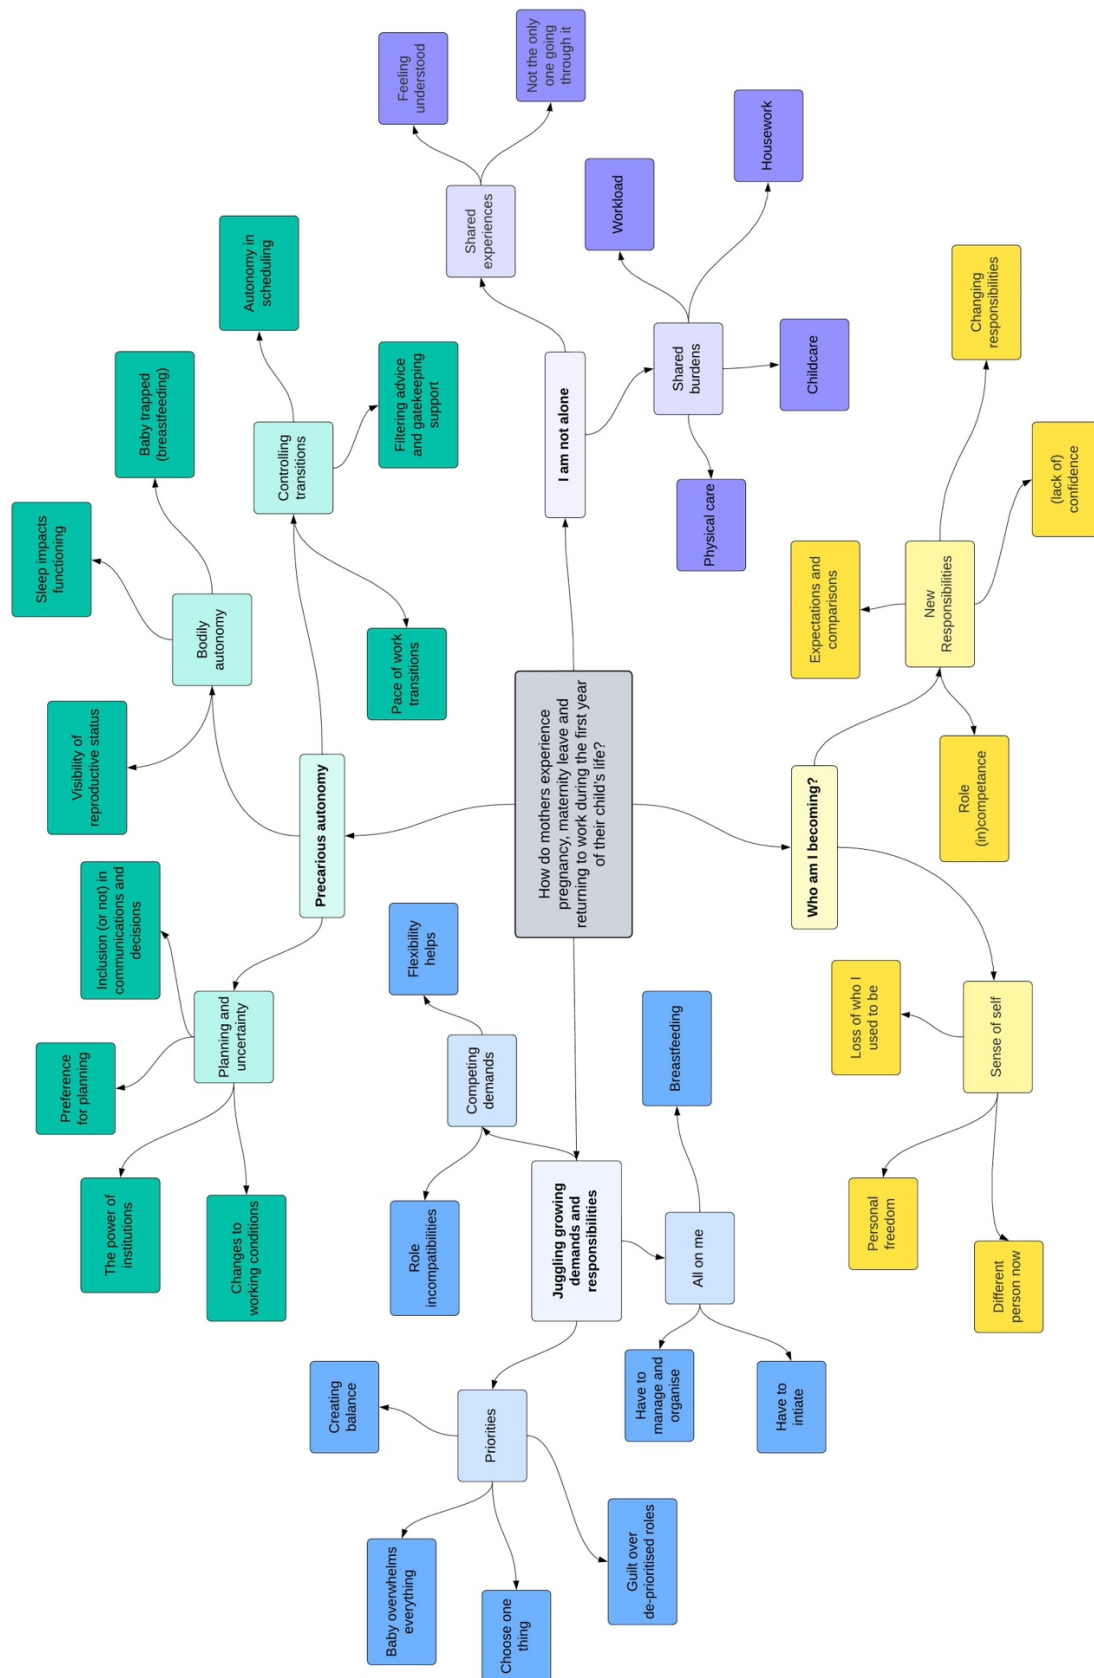 How do mothers experience
pregnancy, maternity leave and
returning to work during the first year
of their child's life?
Precarious autonomy
Planning and
uncertainty
The power of
institutions
Changes to
working conditions
Preference
for planning
Inclusion (or not) in
communications and
decisions
Bodily
autonomy
Visibility of
reproductive status
Sleep impacts
functioning
Baby trapped
(breastfeeding)
Controlling
transitions
Autonomy in
scheduling
Pace of work
transitions
Filtering advice
and gatekeeping
support
I am not alone
Shared
experiences
Feeling
understood
Not the only
one going
through it
Shared
burdens
Workload
Housework
Physical care
Childcare
Juggling growing
demands and
responsibilities
Competing
demands
Role
incompatibilities
Flexibility
helps
Priorities
Creating
balance
Baby overwhelms
everything
Choose one
thing
Guilt over
de-prioritised roles
All on me
Have to
manage and
organise
Have to
intiate
Breastfeeding
Who am I becoming?
Sense of self
Loss of who I
used to be
Personal
freedom
Different
person now
New
Responsibilities
Expectations and
comparisons
Role
(in)competance
Changing
responsibilities
(lack of)
confidence